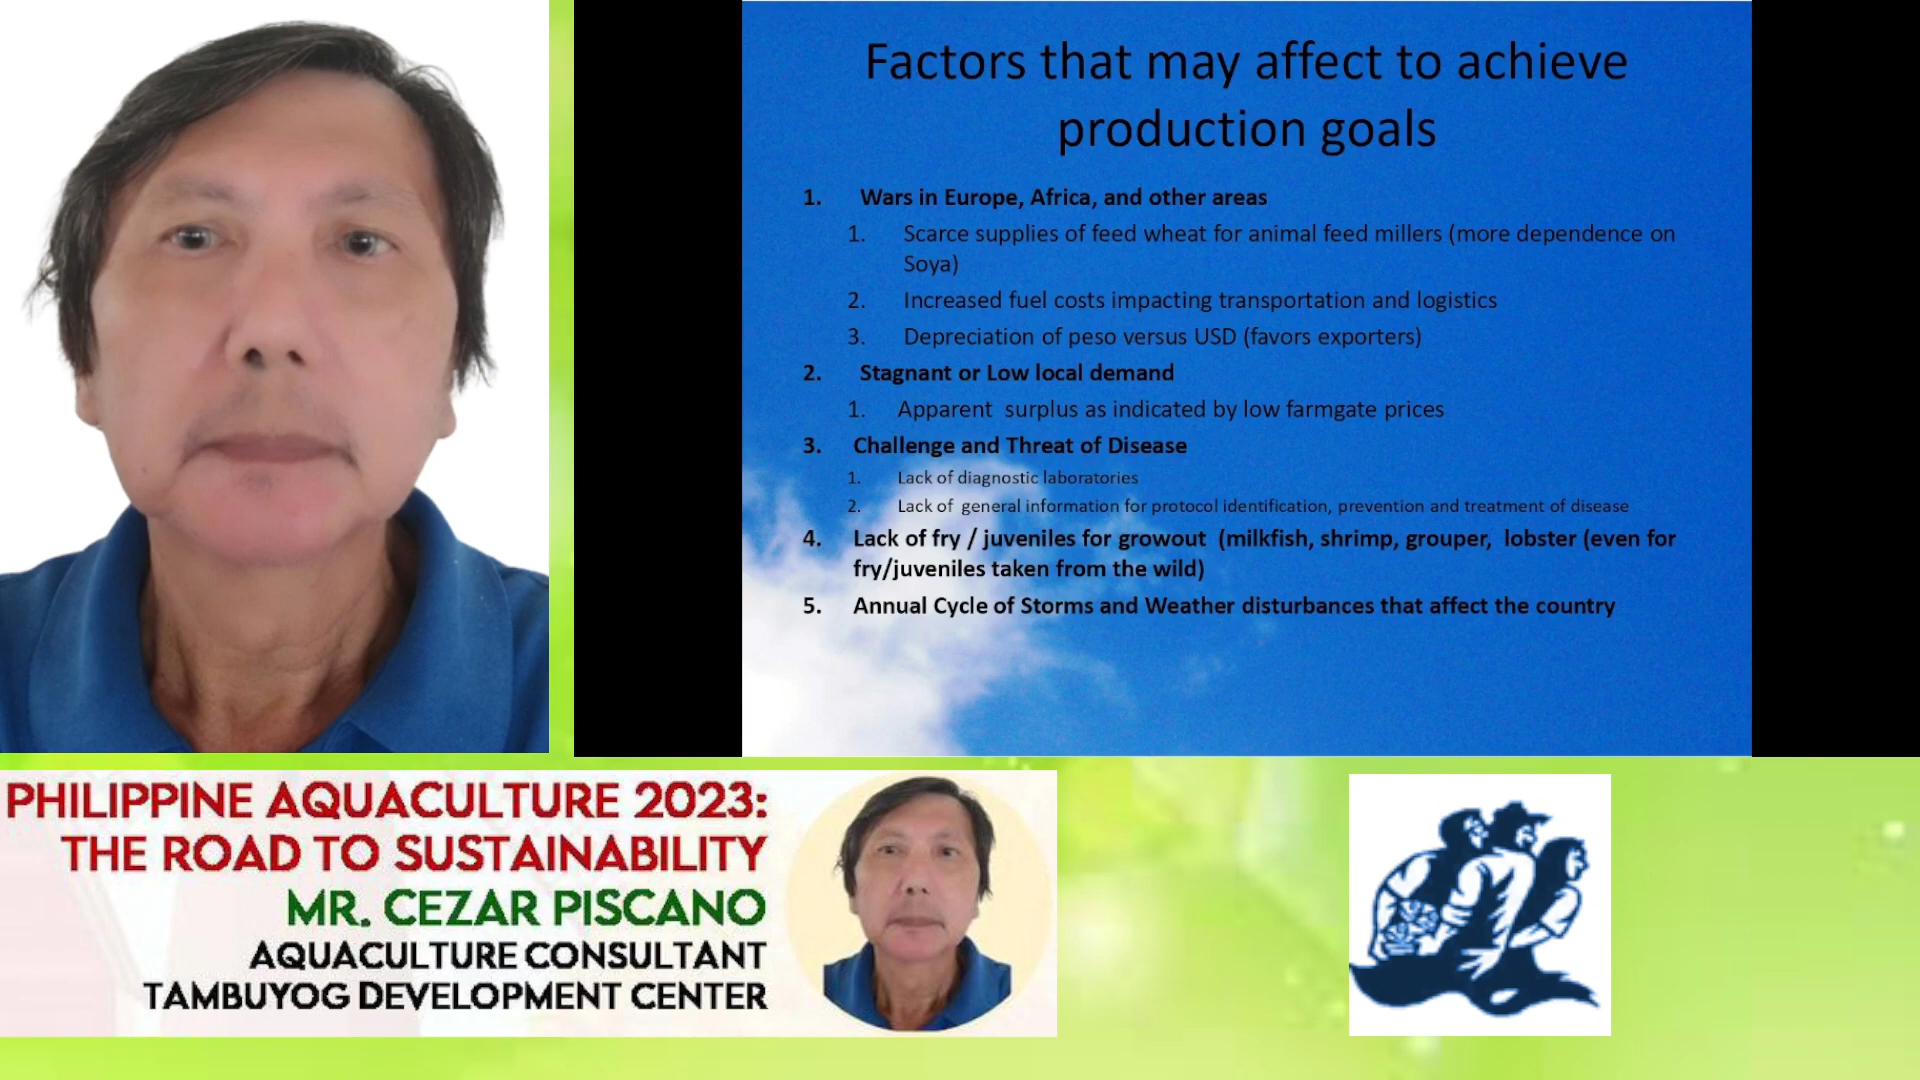 Factors that may affect to achieve
production goals
1. Wars in Europe, Africa, and other areas
1. Scarce supplies of feed wheat for animal feed millers (more dependence on
Soya)
2. Increased fuel costs impacting transportation and logistics
3. Depreciation of peso versus USD (favors exporters)
2. Stagnant or Low local demand
1. Apparent surplus as indicated by low farmgate prices
3. Challenge and Threat of Disease
1. Lack of diagnostic laboratories
2. Lack of general information for protocol identification, prevention and treatment of disease
4. Lack of fry / juveniles for growout (milkfish, shrimp, grouper, lobster (even for
fry/juveniles taken from the wild)
5. Annual Cycle of Storms and Weather disturbances that affect the country
PHILIPPINE AQUACULTURE 2023:
THE ROAD TO SUSTAINABILITY
MR. CEZAR PISCANO
AQUACULTURE CONSULTANT
TAMBUYOG DEVELOPMENT CENTER